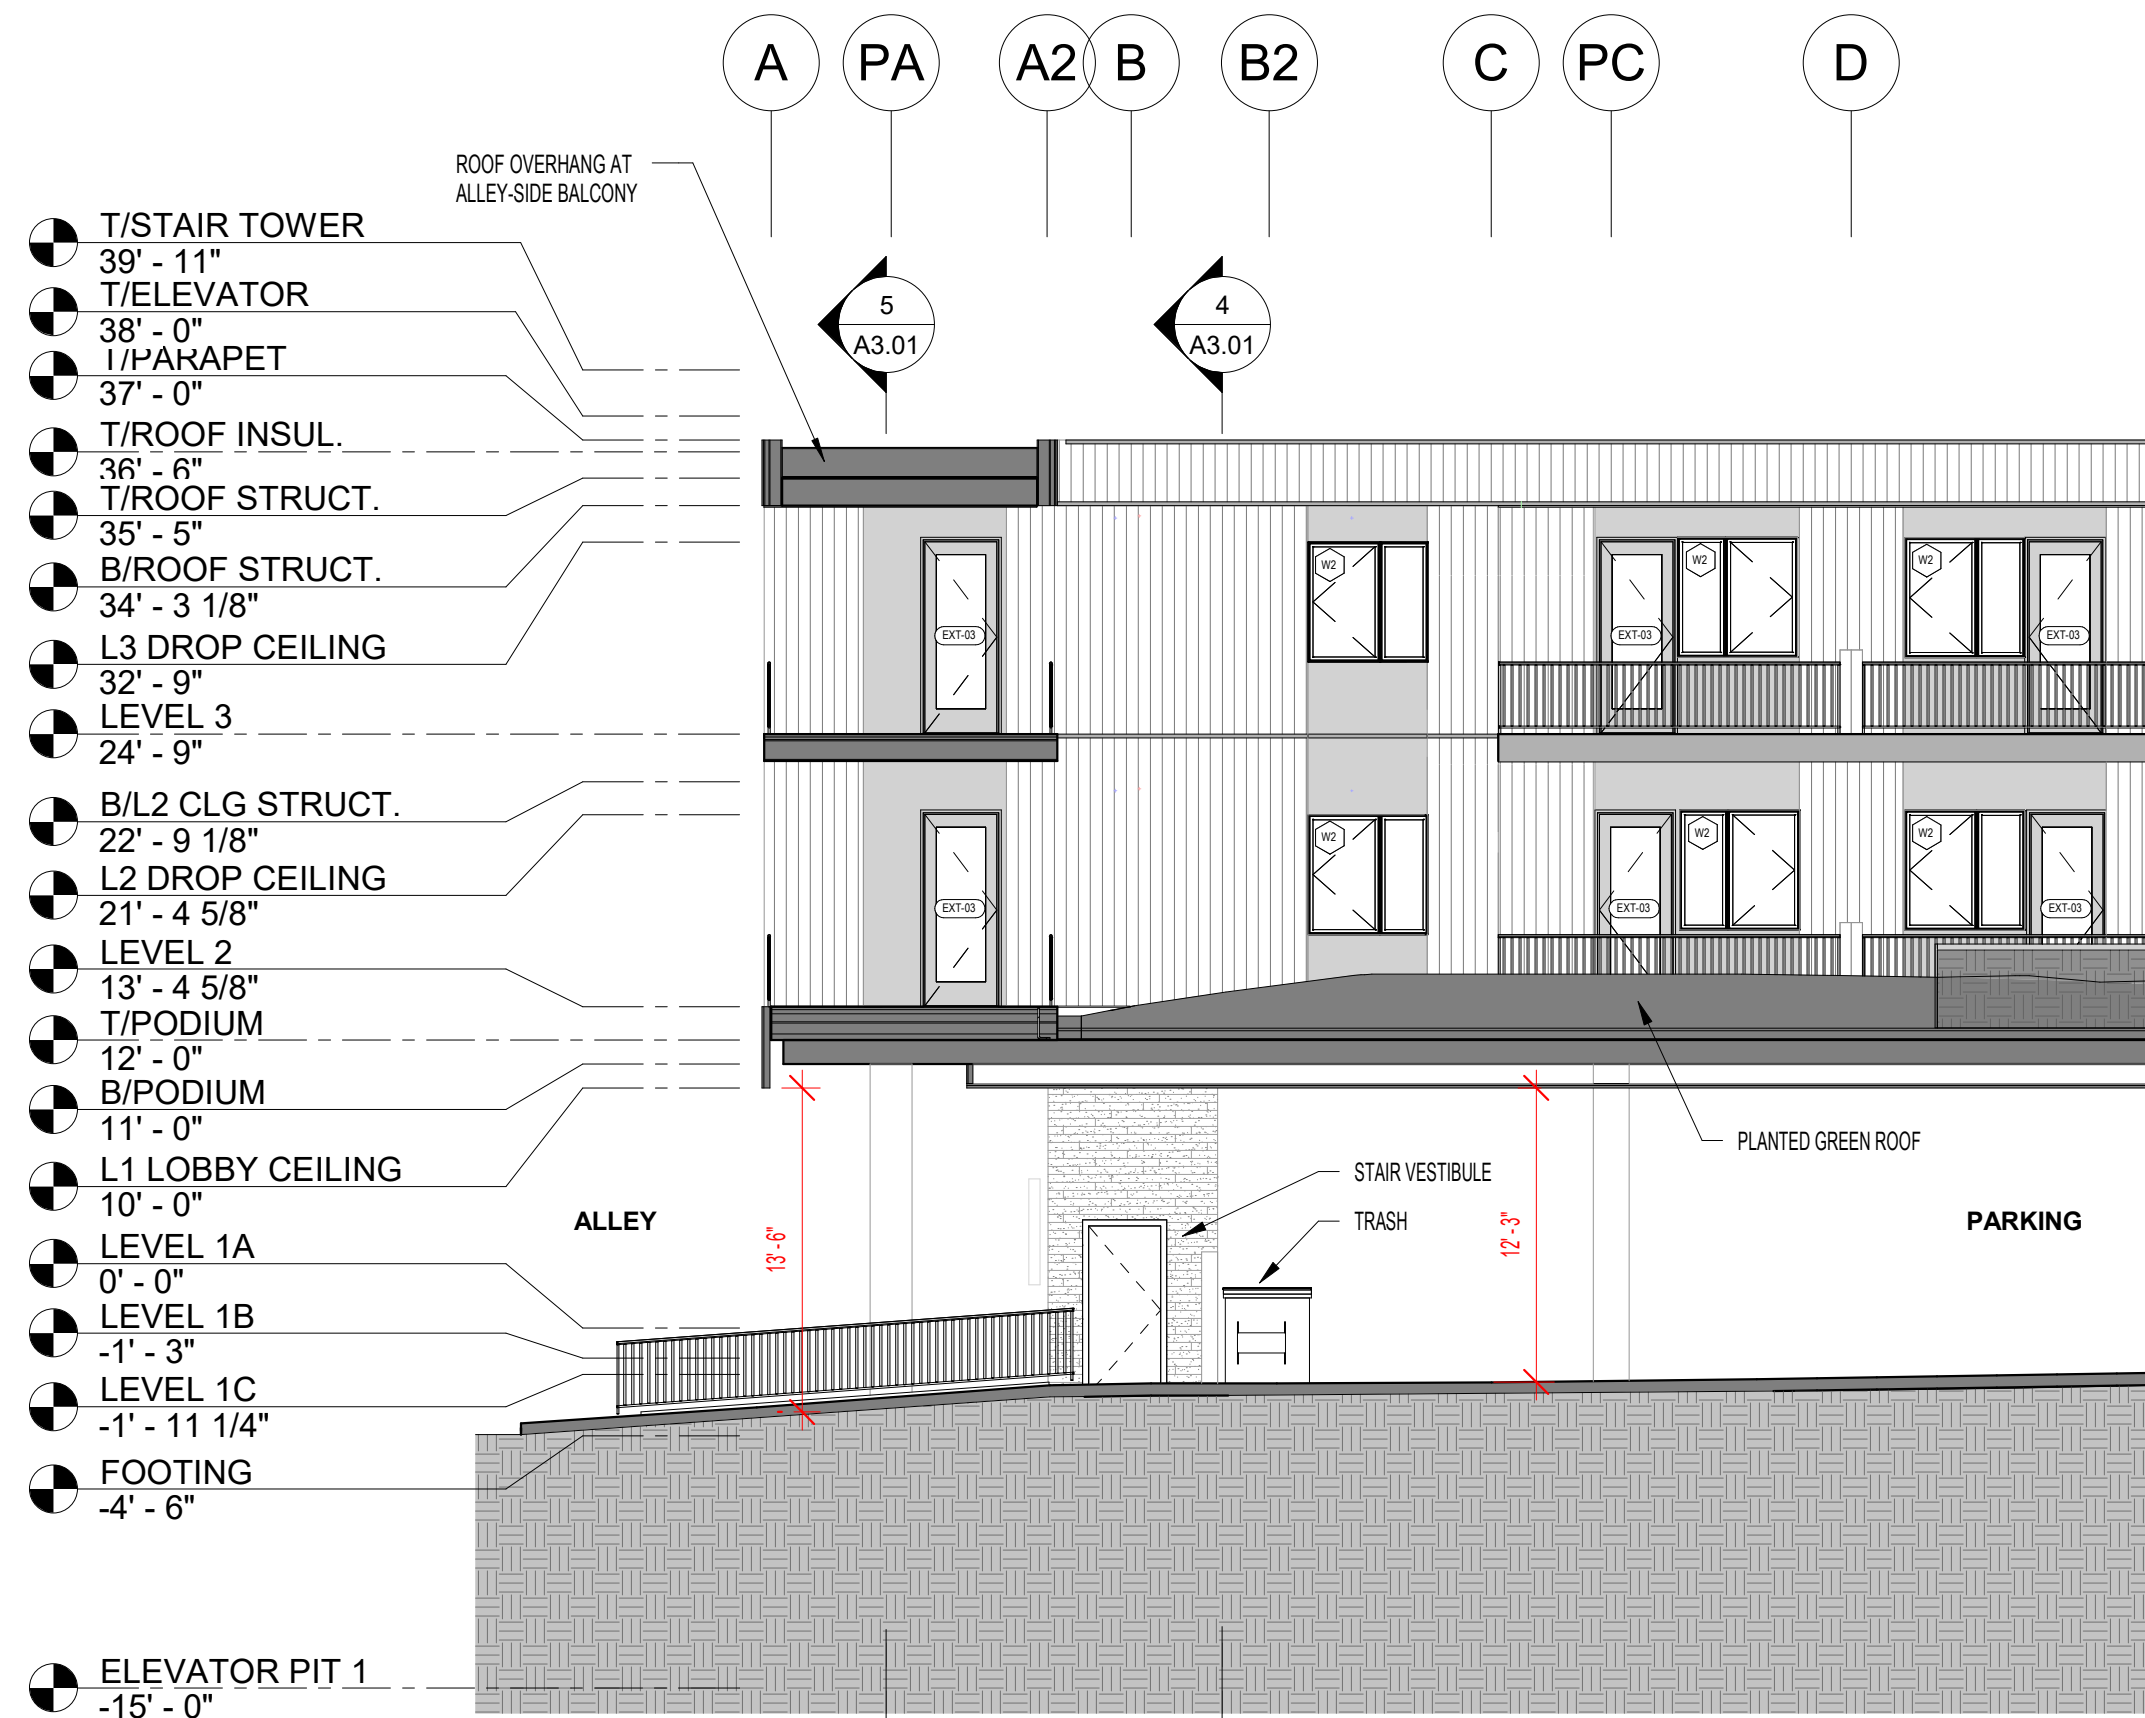 A
PA
A2
B
B2
C
PC
D
ROOF OVERHANG AT
ALLEY-SIDE BALCONY
T/STAIR TOWER
39' - 11"
T/ELEVATOR
38' - 0"
T/PARAPET
37' - 0"
T/ROOF INSUL.
36' - 6"
T/ROOF STRUCT.
35' - 5"
B/ROOF STRUCT.
34' - 3 1/8"
L3 DROP CEILING
32' - 9"
LEVEL 3
24' - 9"
B/L2 CLG STRUCT.
22' - 9 1/8"
L2 DROP CEILING
21' - 4 5/8"
LEVEL 2
13' - 4 5/8"
T/PODIUM
12' - 0"
B/PODIUM
11' - 0"
L1 LOBBY CEILING
10' - 0"
LEVEL 1A
0' - 0"
LEVEL 1B
-1' - 3"
LEVEL 1C
-1' - 11 1/4"
FOOTING
-4' - 6"
ELEVATOR PIT 1
-15' - 0"
5
A3.01
4
A3.01
W2
W2
W2
EXT-03
EXT-03
EXT-03
W2
W2
W2
EXT-03
EXT-03
EXT-03
PLANTED GREEN ROOF
STAIR VESTIBULE
TRASH
ALLEY
13' - 6"
12' - 3"
PARKING